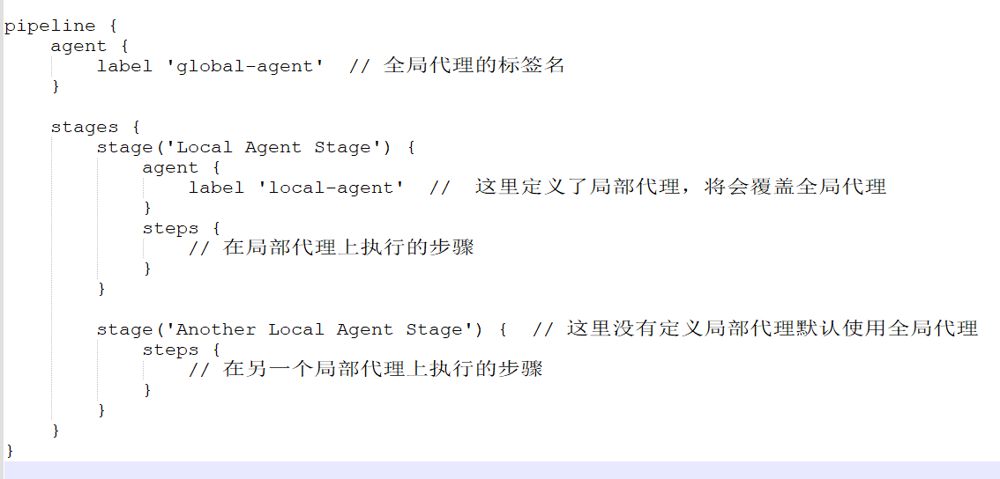 pipeline {
    agent {
        label 'global-agent'  // 全局代理的标签名
    }

    stages {
        stage('Local Agent Stage') {
            agent {
                label 'local-agent'  //  这里定义了局部代理，将会覆盖全局代理
            }
            steps {
                // 在局部代理上执行的步骤
            }
        }

        stage('Another Local Agent Stage') {  // 这里没有定义局部代理默认使用全局代理
            steps {
                // 在另一个局部代理上执行的步骤
            }
        }
    }
}